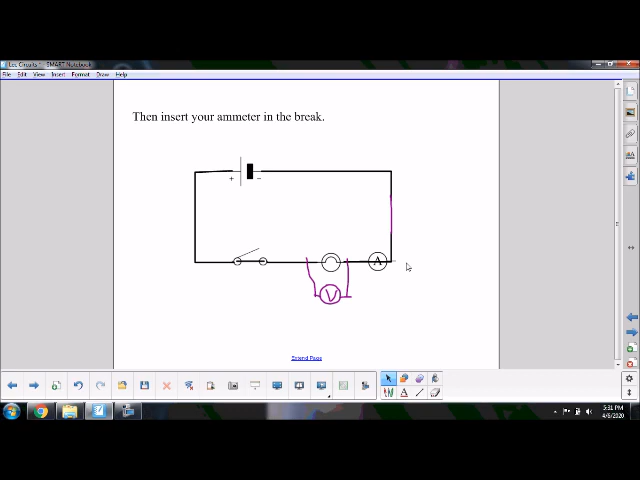 Lec Circuits * - SMART Notebook
File Edit View Insert Format Draw Help
Then insert your ammeter in the break.
+ −
A
V
Extend Page
5:31 PM
4/6/2020